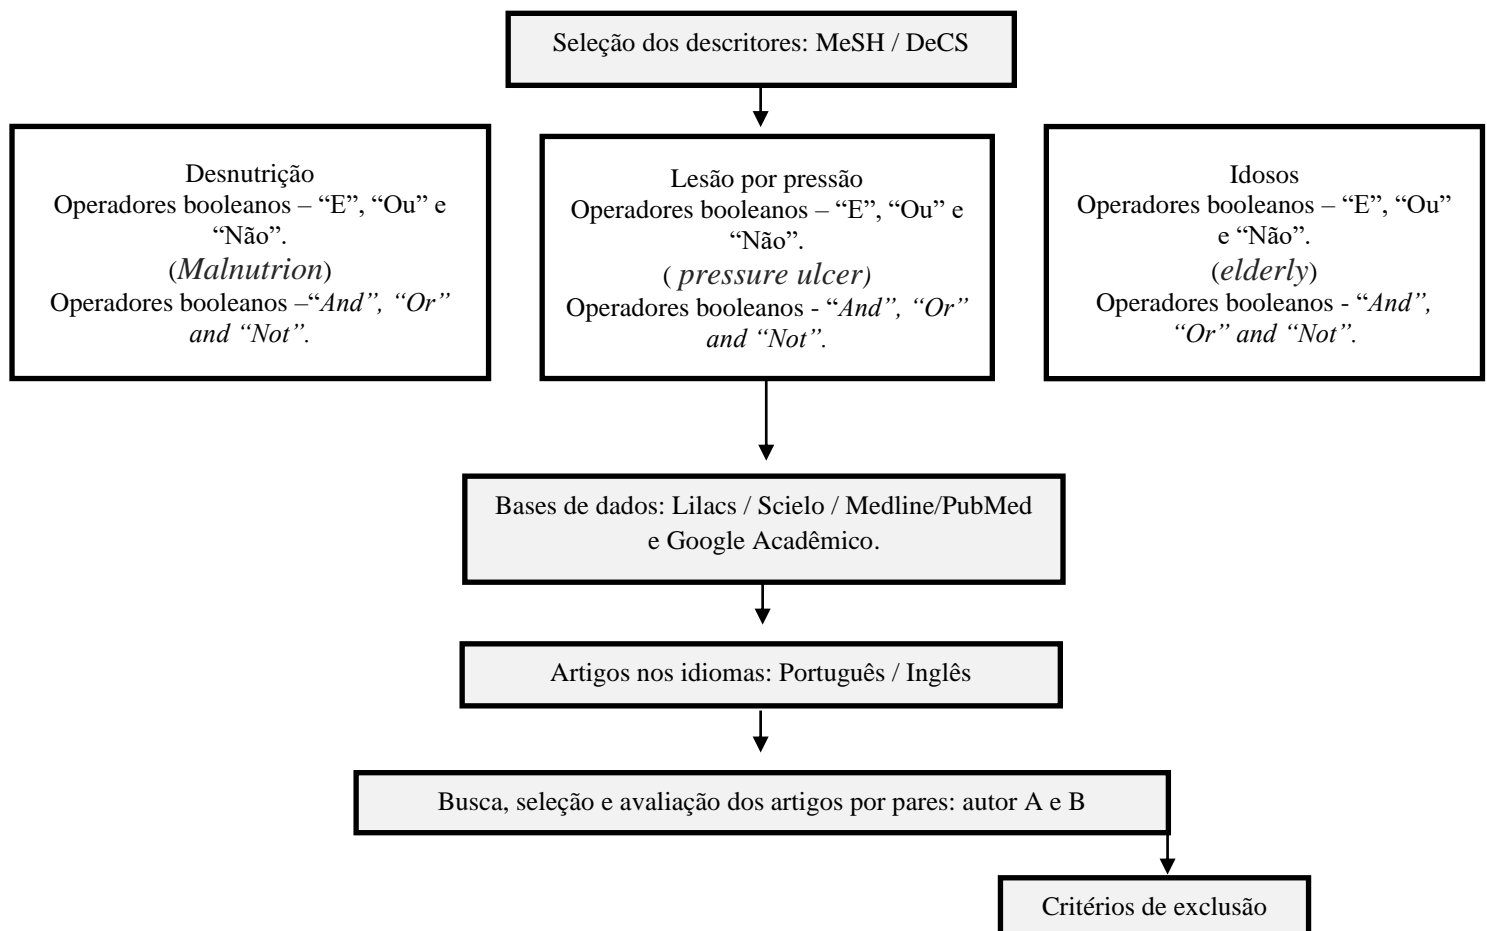 Seleção dos descritores: MeSH / DeCS
Desnutrição
Operadores booleanos – “E”, “Ou” e
“Não”.
(Malnutrion)
Operadores booleanos –“And”, “Or”
and “Not”.
Lesão por pressão
Operadores booleanos – “E”, “Ou” e
“Não”.
( pressure ulcer)
Operadores booleanos - “And”, “Or”
and “Not”.
Idosos
Operadores booleanos – “E”, “Ou”
e “Não”.
(elderly)
Operadores booleanos - “And”,
“Or” and “Not”.
Bases de dados: Lilacs / Scielo / Medline/PubMed
e Google Acadêmico.
Artigos nos idiomas: Português / Inglês
Busca, seleção e avaliação dos artigos por pares: autor A e B
Critérios de exclusão